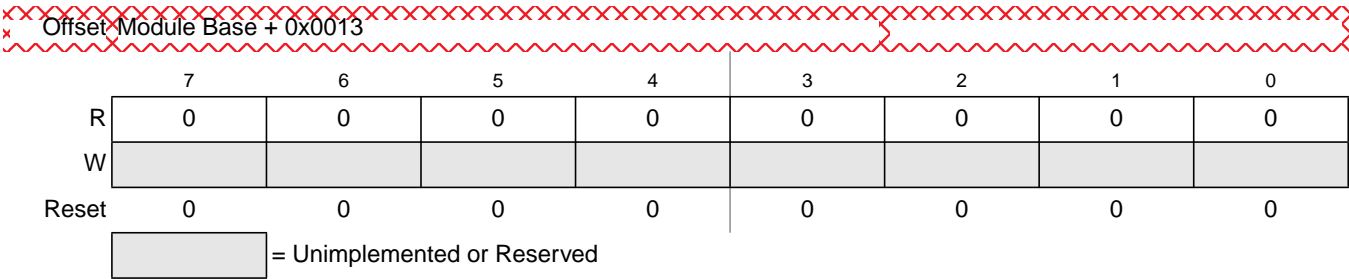 Offset Module Base + 0x0013
7 6 5 4 3 2 1 0
R 0 0 0 0 0 0 0 0
W
Reset 0 0 0 0 0 0 0 0
= Unimplemented or Reserved